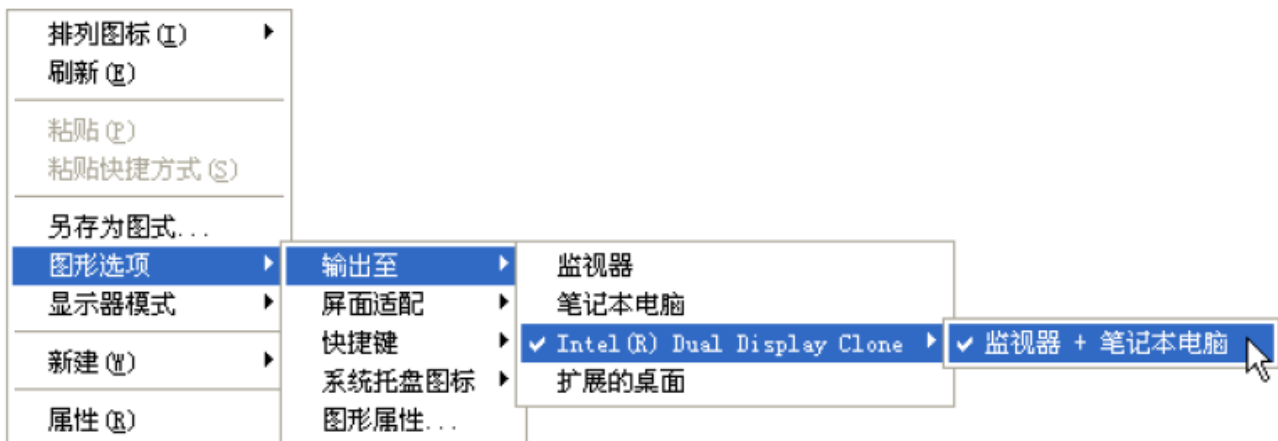 排列图标(I)
刷新(E)
粘贴(P)
粘贴快捷方式(S)
另存为图式...
图形选项
显示器模式
新建(W)
属性(R)
输出至
屏面适配
快捷键
系统托盘图标
图形属性...
监视器
笔记本电脑
Intel(R) Dual Display Clone
扩展的桌面
监视器 + 笔记本电脑